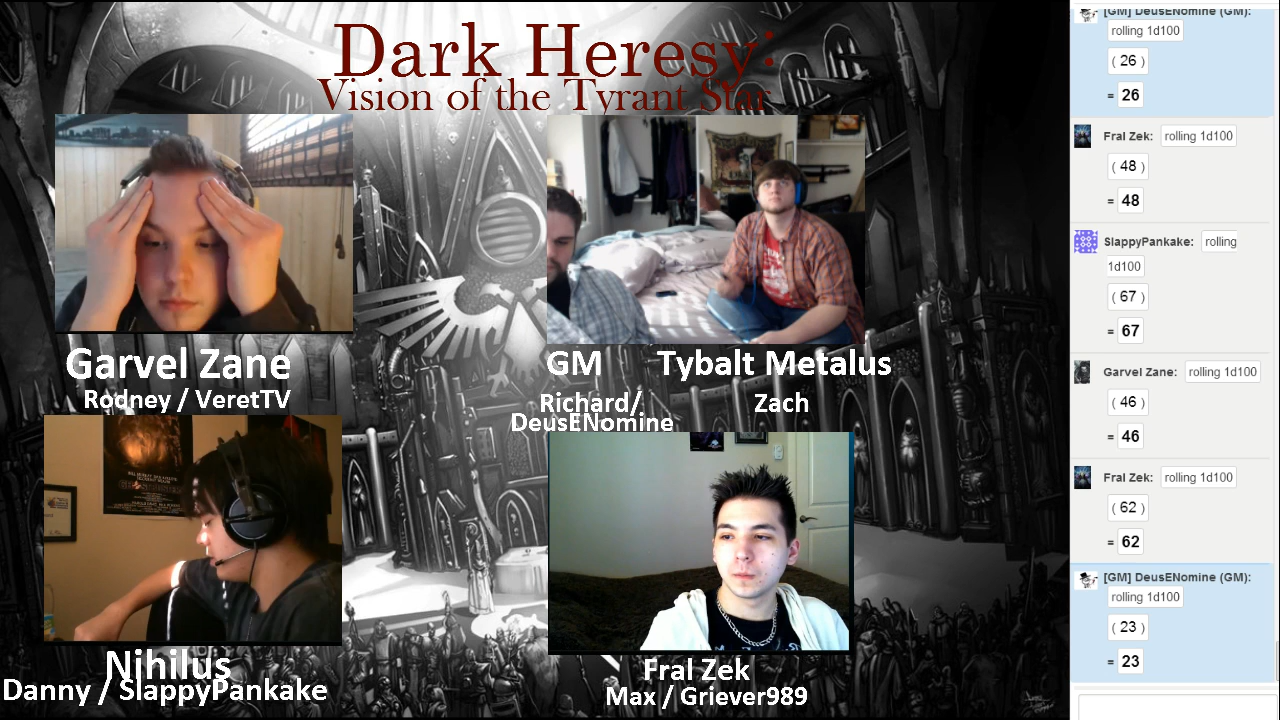 Dark Heresy:
Vision of the Tyrant Star
Garvel Zane
Rodney / VeretTV
GM
Richard/
DeusENomine
Tybalt Metalus
Zach
Nihilus
Danny / SlappyPankake
Fral Zek
Max / Griever989
[GM] DeusENomine (GM):
rolling 1d100
( 26 )
= 26
Fral Zek: rolling 1d100
( 48 )
= 48
SlappyPankake: rolling
1d100
( 67 )
= 67
Garvel Zane: rolling 1d100
( 46 )
= 46
Fral Zek: rolling 1d100
( 62 )
= 62
[GM] DeusENomine (GM):
rolling 1d100
( 23 )
= 23